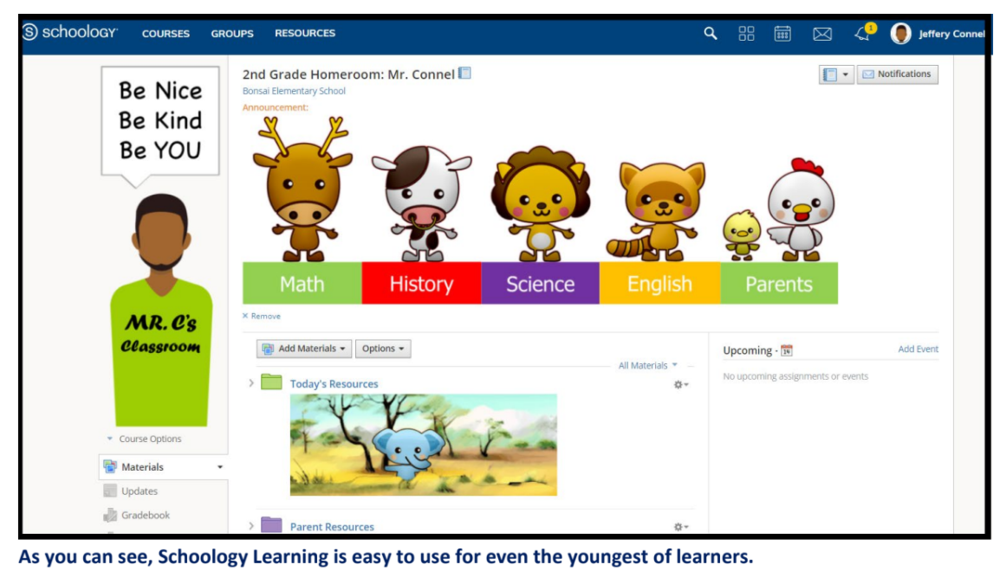 schoology COURSES GROUPS RESOURCES 1 Jeffery Connel
Be Nice
Be Kind
Be YOU
MR. C's
Classroom
Course Options
Materials
Updates
Gradebook
2nd Grade Homeroom: Mr. Connel
Notifications
Bonsai Elementary School
Announcement:
Math History Science English Parents
× Remove
Add Materials Options
All Materials
Today's Resources
Parent Resources
Upcoming · Add Event
No upcoming assignments or events
As you can see, Schoology Learning is easy to use for even the youngest of learners.